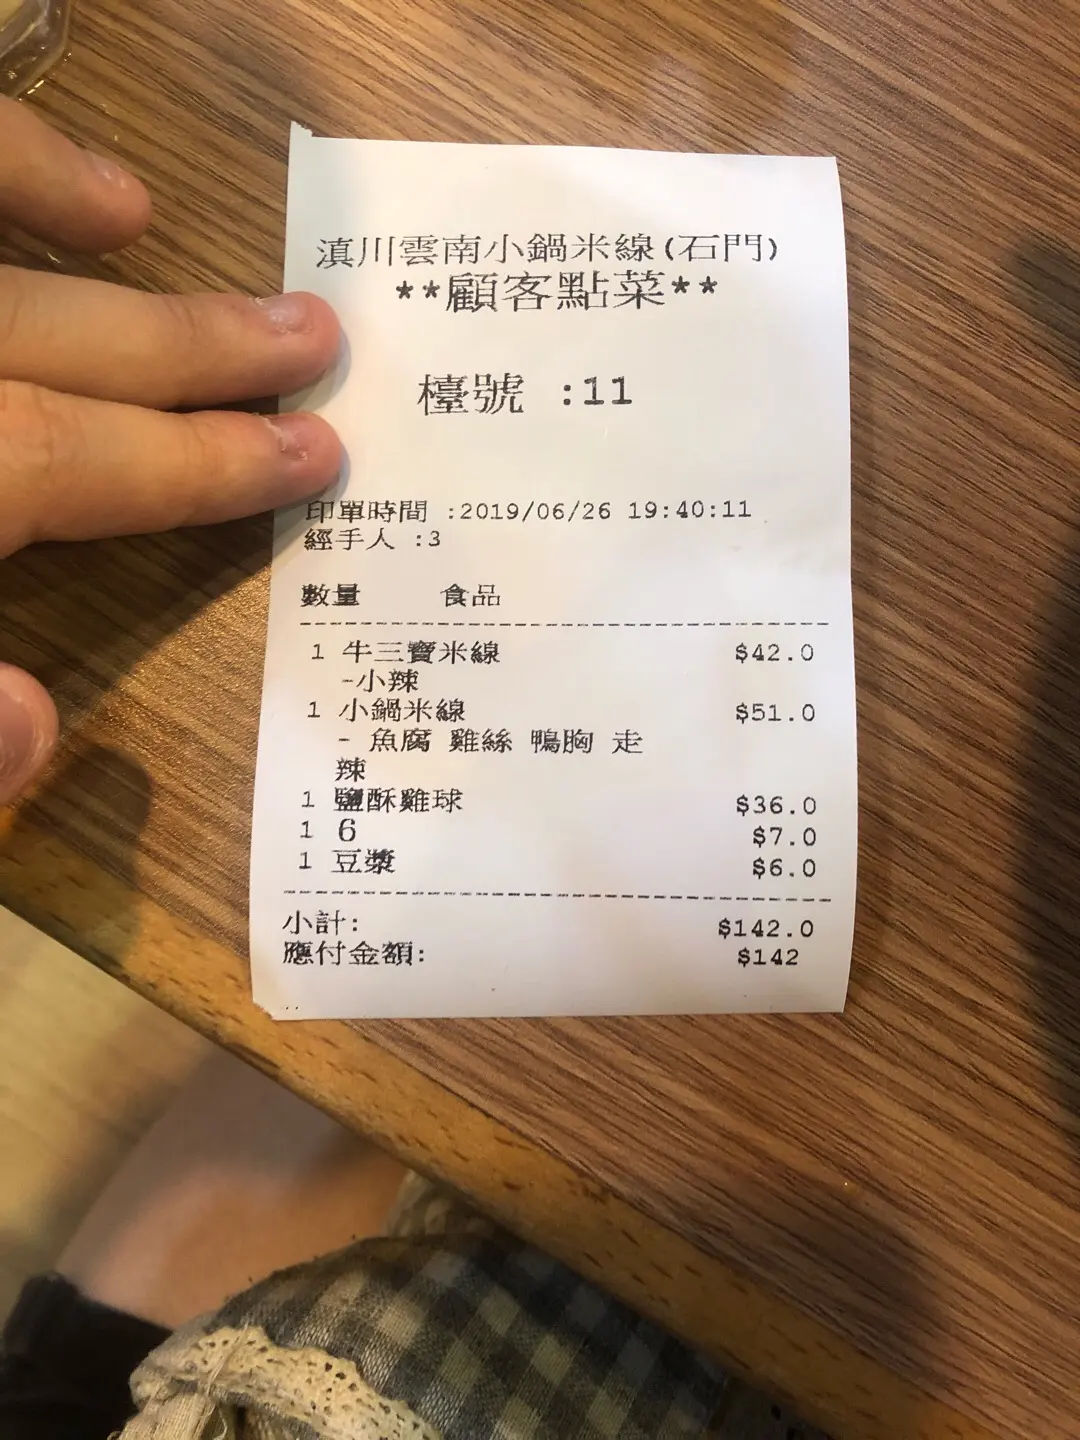 滇川雲南小鍋米線(石門)
**顧客點菜**
檯號 :11
印單時間 :2019/06/26 19:40:11
經手人 :3
數量 食品
1 牛三寶米線 $42.0
-小辣
1 小鍋米線 $51.0
- 魚腐 雞絲 鴨胸 走
辣
1 鹽酥雞球 $36.0
1 6 $7.0
1 豆漿 $6.0
小計: $142.0
應付金額: $142